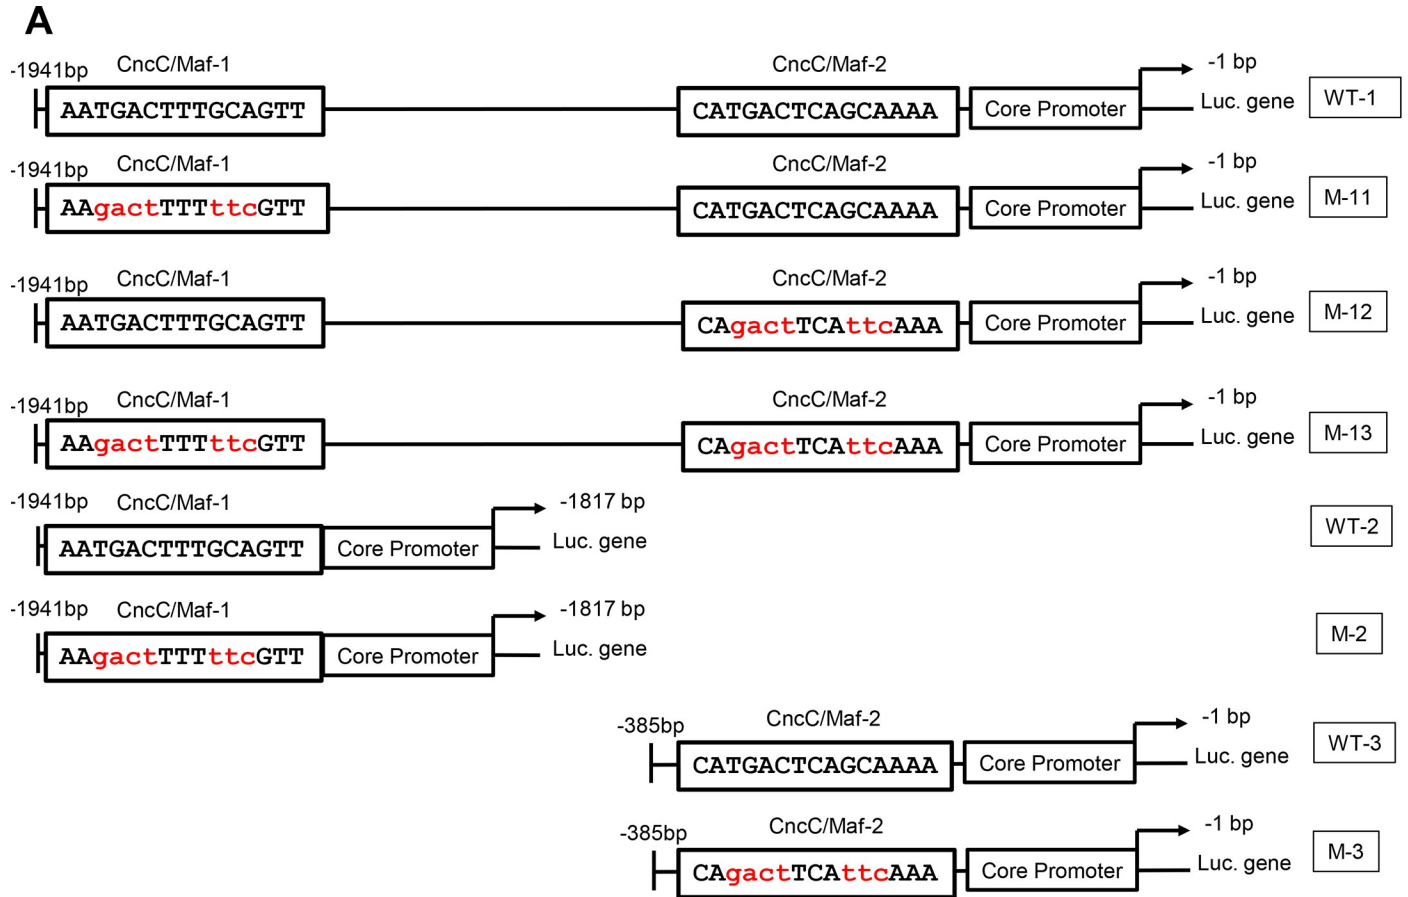 A
-1941bp CncC/Maf-1 CncC/Maf-2 -1 bp
AATGACTTTGCAGTT CATGACTCAGCAAAA Core Promoter Luc. gene WT-1
-1941bp CncC/Maf-1 CncC/Maf-2 -1 bp
AAgactTTTttcGTT CATGACTCAGCAAAA Core Promoter Luc. gene M-11
-1941bp CncC/Maf-1 CncC/Maf-2 -1 bp
AATGACTTTGCAGTT CAgactTCAttcAAA Core Promoter Luc. gene M-12
-1941bp CncC/Maf-1 CncC/Maf-2 -1 bp
AAgactTTTttcGTT CAgactTCAttcAAA Core Promoter Luc. gene M-13
-1941bp CncC/Maf-1 -1817 bp
AATGACTTTGCAGTT Core Promoter Luc. gene WT-2
-1941bp CncC/Maf-1 -1817 bp
AAgactTTTttcGTT Core Promoter Luc. gene M-2
-385bp CncC/Maf-2 -1 bp
CATGACTCAGCAAAA Core Promoter Luc. gene WT-3
-385bp CncC/Maf-2 -1 bp
CAgactTCAttcAAA Core Promoter Luc. gene M-3